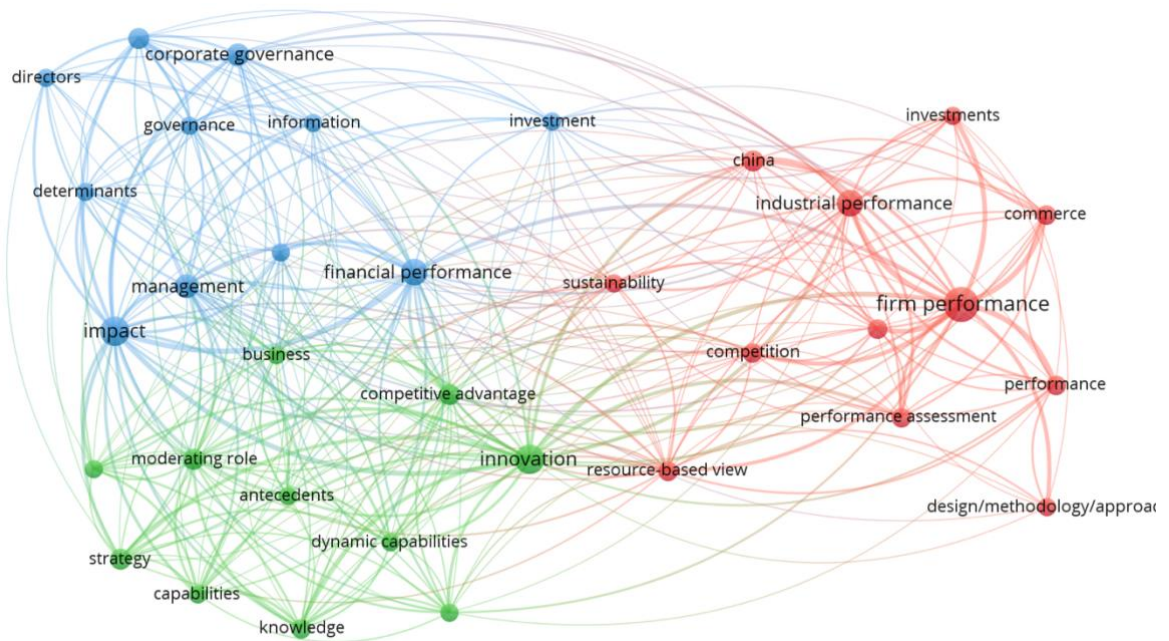 corporate governance
directors
governance
information
investment
investments
determinants
china
industrial performance
commerce
management
financial performance
sustainability
firm performance
impact
business
competition
competitive advantage
performance
performance assessment
moderating role
innovation
resource-based view
antecedents
design/methodology/approac
dynamic capabilities
strategy
capabilities
knowledge